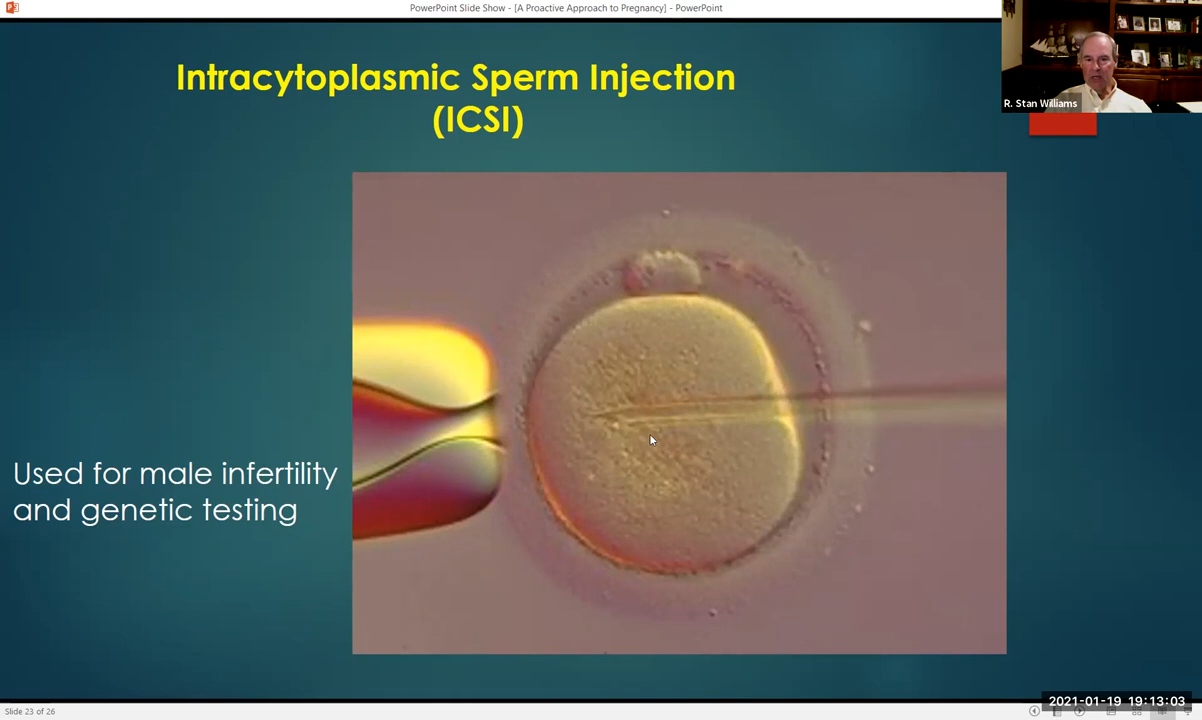 PowerPoint Slide Show - [A Proactive Approach to Pregnancy] - PowerPoint
Intracytoplasmic Sperm Injection
(ICSI)
R. Stan Williams
Used for male infertility
and genetic testing
2021-01-19 19:13:03
Slide 23 of 26